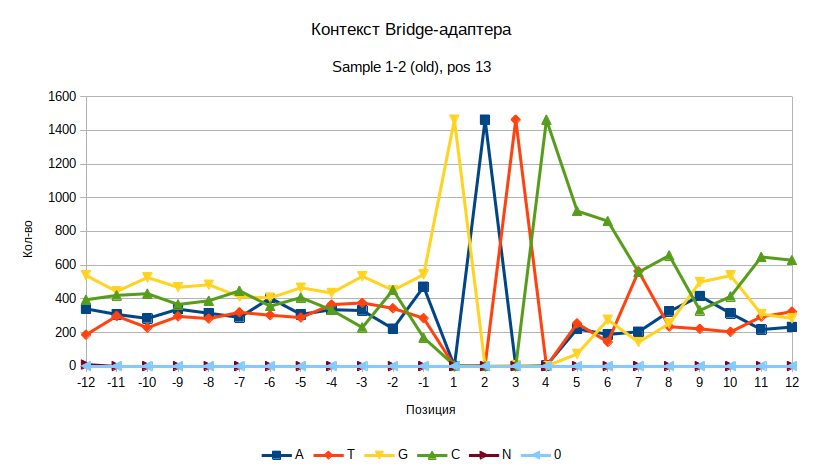 Контекст Bridge-адаптера
Sample 1-2 (old), pos 13
1600
1400
1200
1000
800
600
400
200
0
Кол-во
-12 -11 -10 -9 -8 -7 -6 -5 -4 -3 -2 -1 1 2 3 4 5 6 7 8 9 10 11 12
Позиция
A T G C N 0